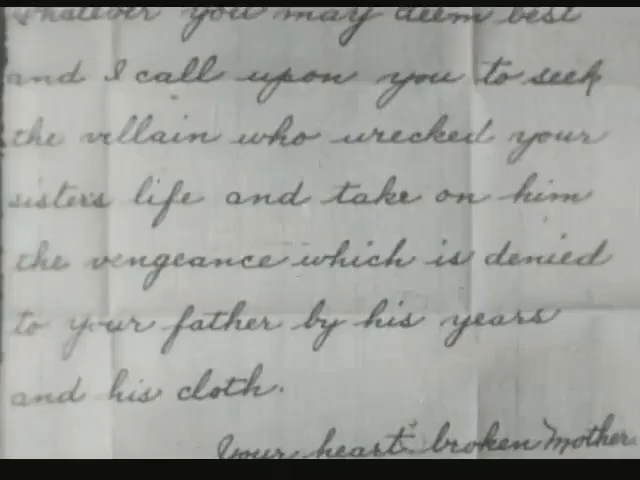 whatever you may deem best
and I call upon you to seek
the villain who wrecked your
sister's life and take on him
the vengeance which is denied
to your father by his years
and his cloth.
Your heart-broken Mother